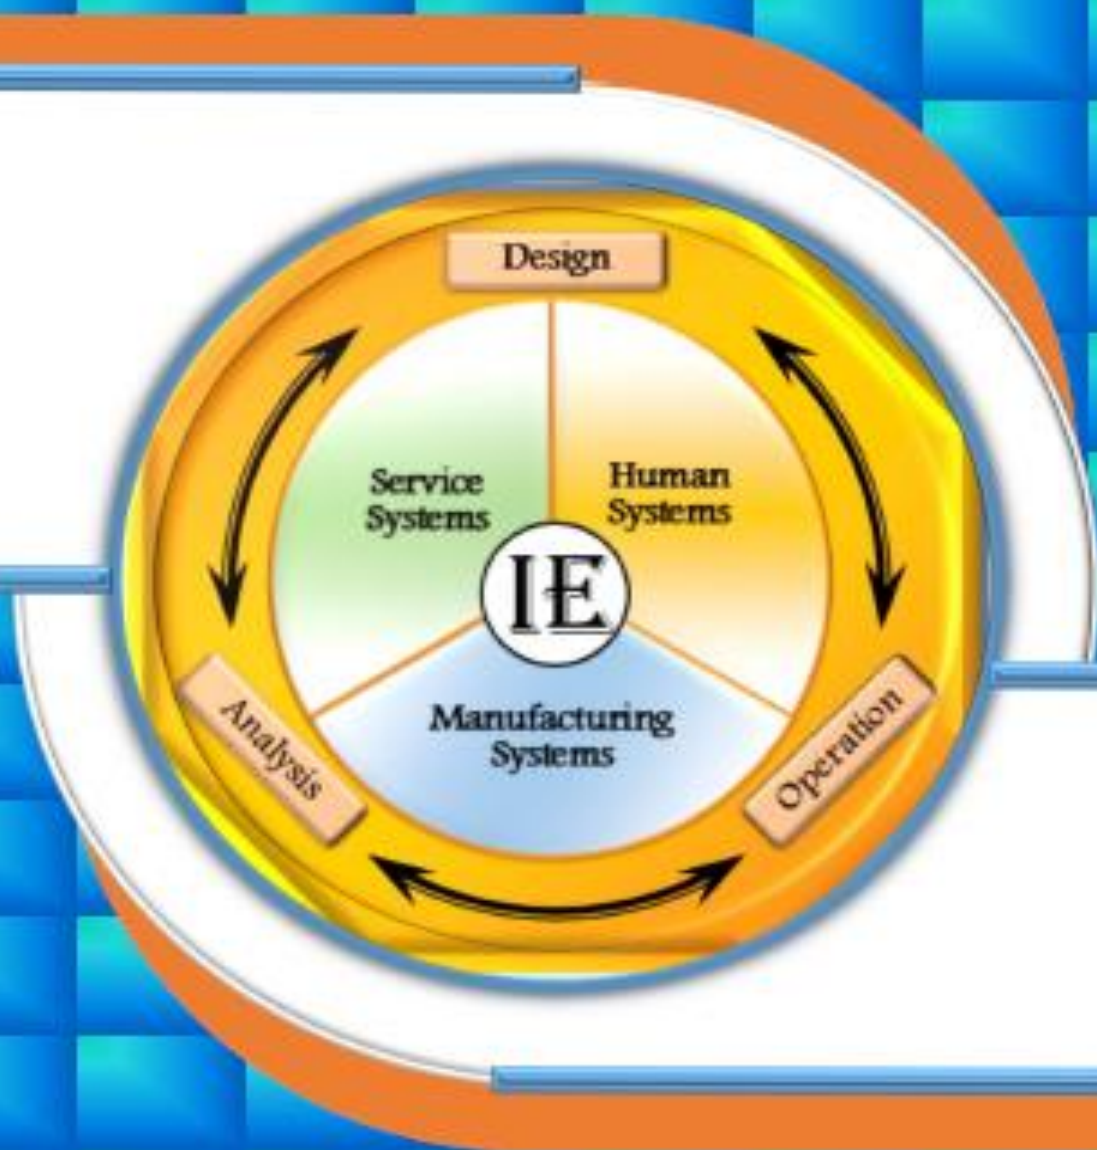 Design
Service
Systems
Human
Systems
IE
Manufacturing
Systems
Analysis
Operation